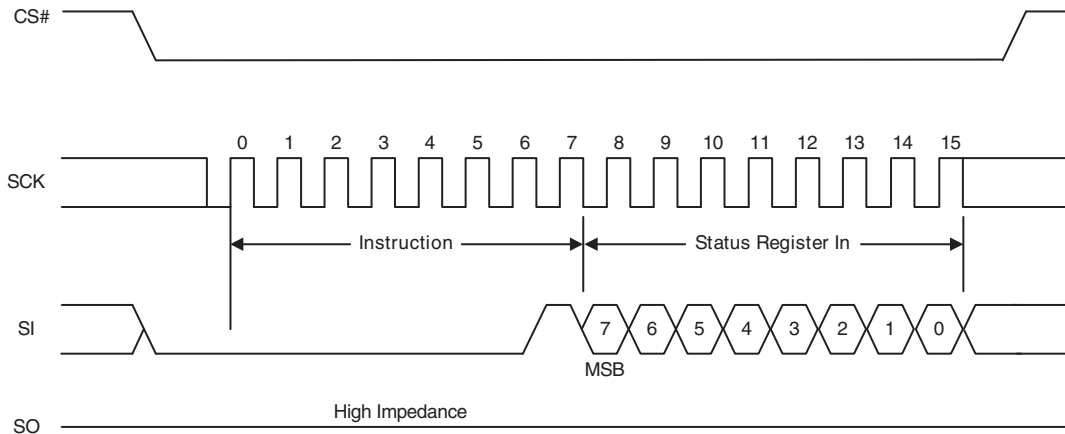 CS#
0 1 2 3 4 5 6 7 8 9 10 11 12 13 14 15
SCK
Instruction
Status Register In
SI
7 6 5 4 3 2 1 0
MSB
High Impedance
SO